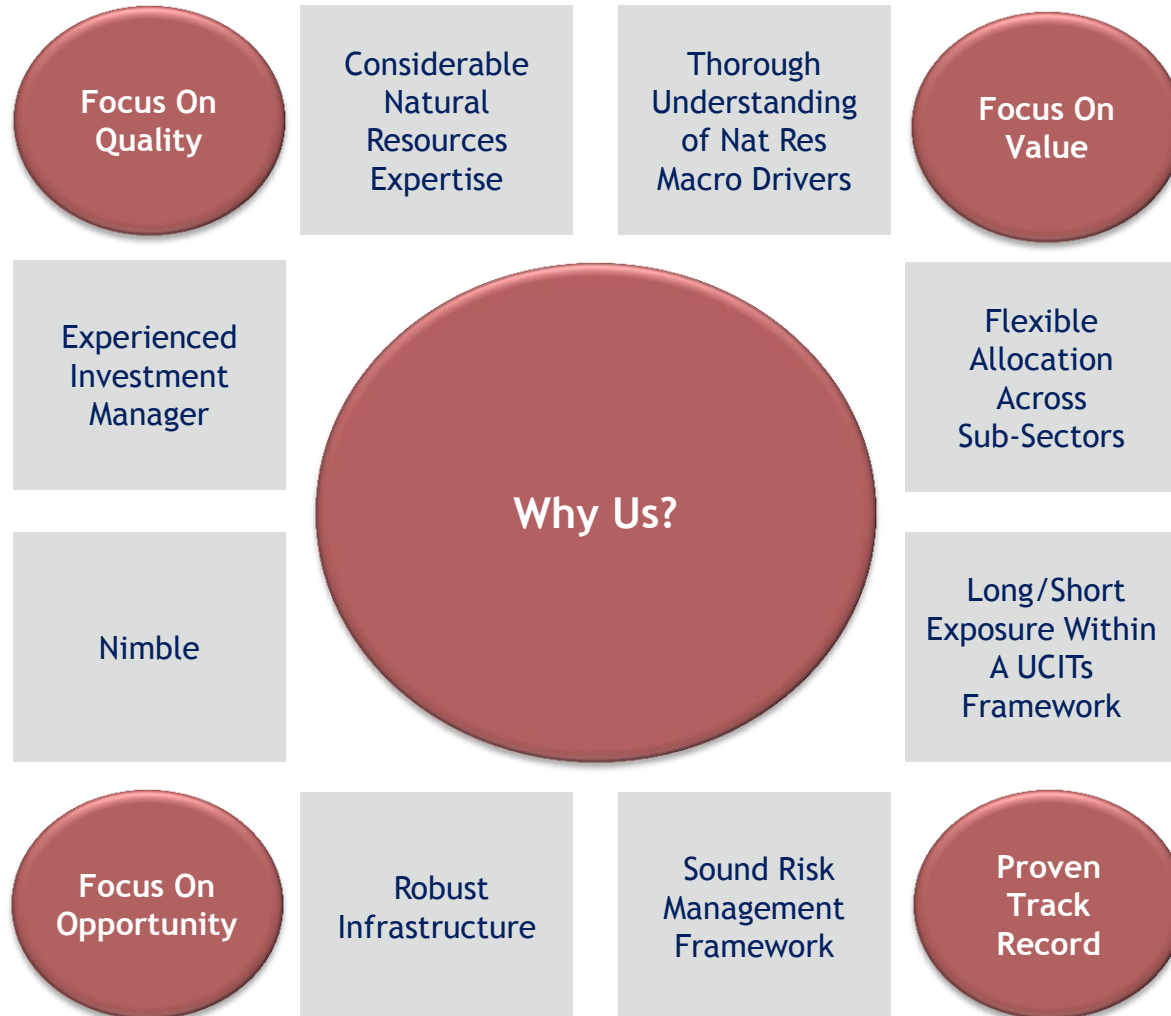 Focus On
Quality
Considerable
Natural
Resources
Expertise
Thorough
Understanding
of Nat Res
Macro Drivers
Focus On
Value
Experienced
Investment
Manager
Flexible
Allocation
Across
Sub-Sectors
Why Us?
Nimble
Long/Short
Exposure Within
A UCITs
Framework
Focus On
Opportunity
Robust
Infrastructure
Sound Risk
Management
Framework
Proven
Track
Record